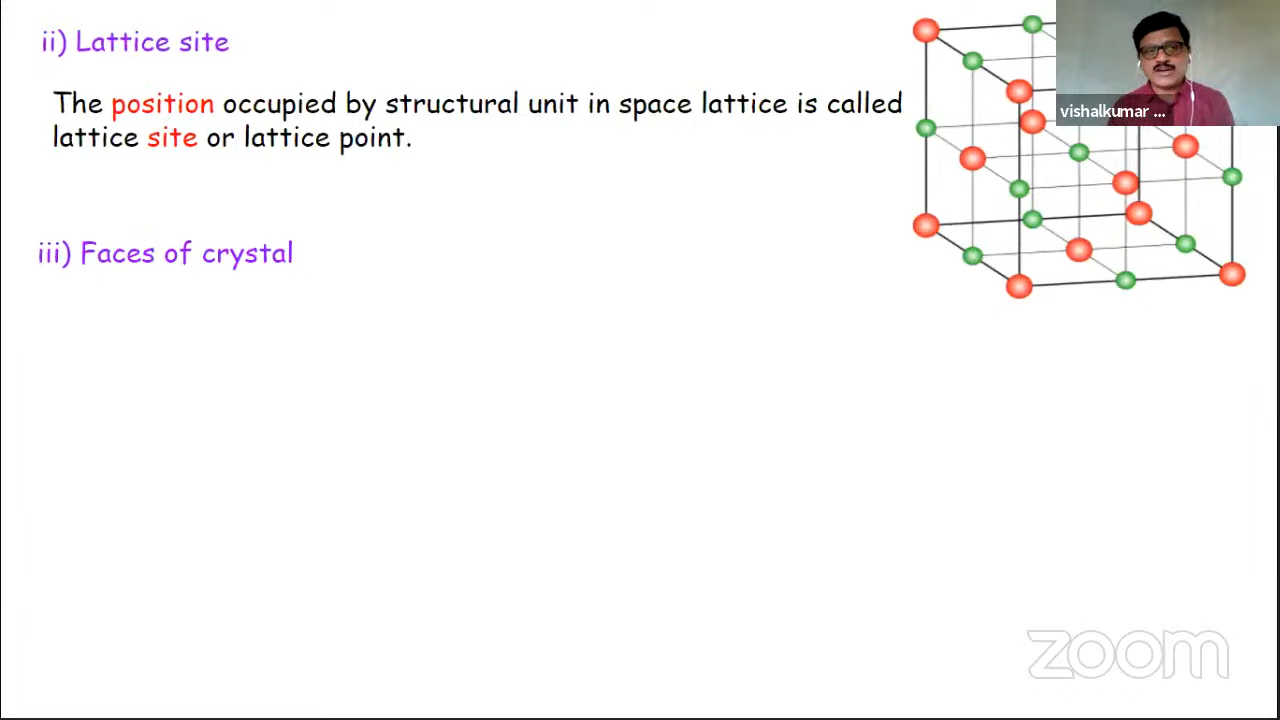 ii) Lattice site
The position occupied by structural unit in space lattice is called
lattice site or lattice point.
iii) Faces of crystal
vishalkumar ...
zoom